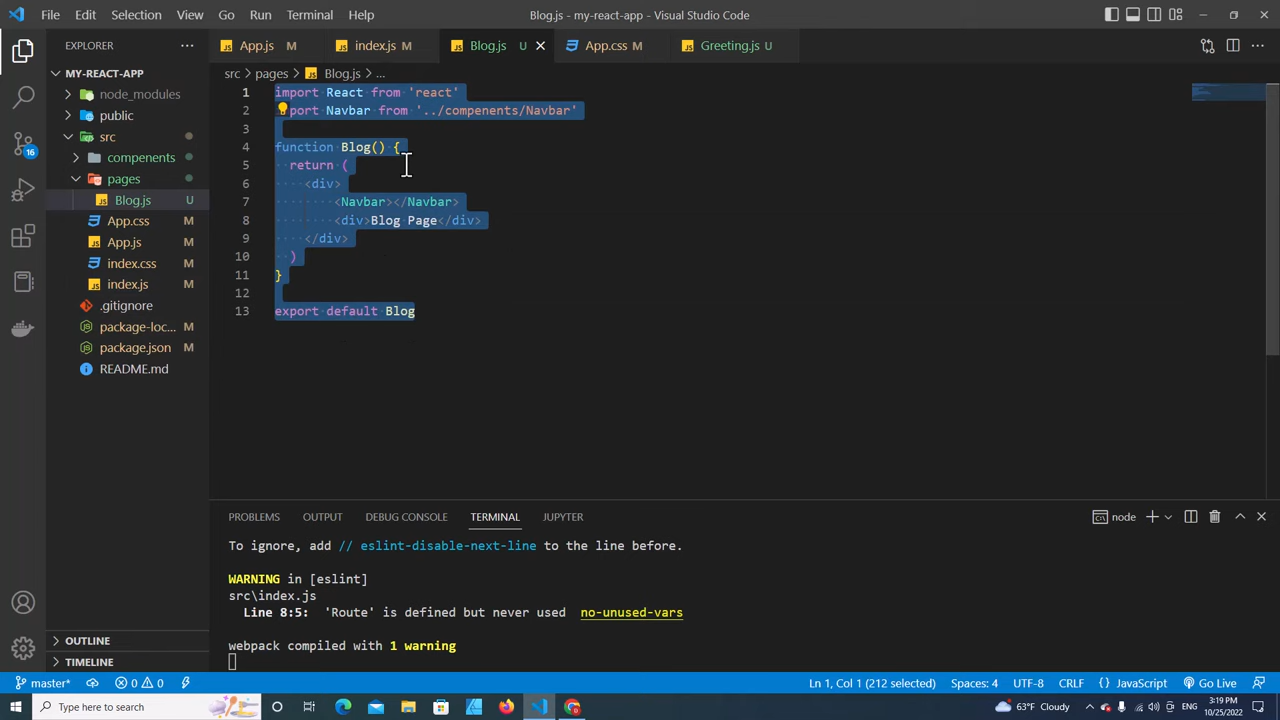 File Edit Selection View Go Run Terminal Help
Blog.js - my-react-app - Visual Studio Code
EXPLORER
App.js M
index.js M
Blog.js U
App.css M
Greeting.js U
MY-REACT-APP
node_modules
public
src
compenents
pages
Blog.js U
App.css
App.js
index.css
index.js
.gitignore
package-loc... M
package.json M
README.md
OUTLINE
TIMELINE
16
src > pages > Blog.js > ...
1 import React from 'react'
2 port Navbar from '../compenents/Navbar'
3
4 function Blog() {
5 return (
6 <div>
7 <Navbar></Navbar>
8 <div>Blog Page</div>
9 </div>
10 )
11 }
12
13 export default Blog
PROBLEMS OUTPUT DEBUG CONSOLE TERMINAL JUPYTER
node
To ignore, add // eslint-disable-next-line to the line before.
WARNING in [eslint]
src\index.js
Line 8:5: 'Route' is defined but never used no-unused-vars
webpack compiled with 1 warning
master* 0 0
Ln 1, Col 1 (212 selected) Spaces: 4 UTF-8 CRLF {} JavaScript Go Live
Type here to search
63°F Cloudy
ENG
3:19 PM
10/25/2022